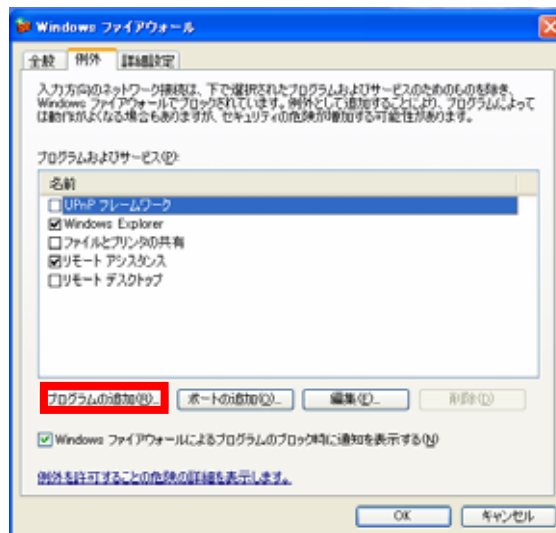 Windows ファイアウォール
全般 例外 詳細設定
入力方向のネットワーク接続は、下で選択されたプログラムおよびサービスのためのものを除き、
Windows ファイアウォールでブロックされています。例外として追加することにより、プログラムによって
は動作がよくなる場合もありますが、セキュリティの危険が増加する可能性があります。
プログラムおよびサービス(P):
名前
UPnP フレームワーク
Windows Explorer
ファイルとプリンタの共有
リモート アシスタンス
リモート デスクトップ
プログラムの追加(R)... ポートの追加(O)... 編集(E)... 削除(D)
Windows ファイアウォールによるプログラムのブロック時に通知を表示する(N)
例外を許可することの危険の詳細を表示します。
OK キャンセル